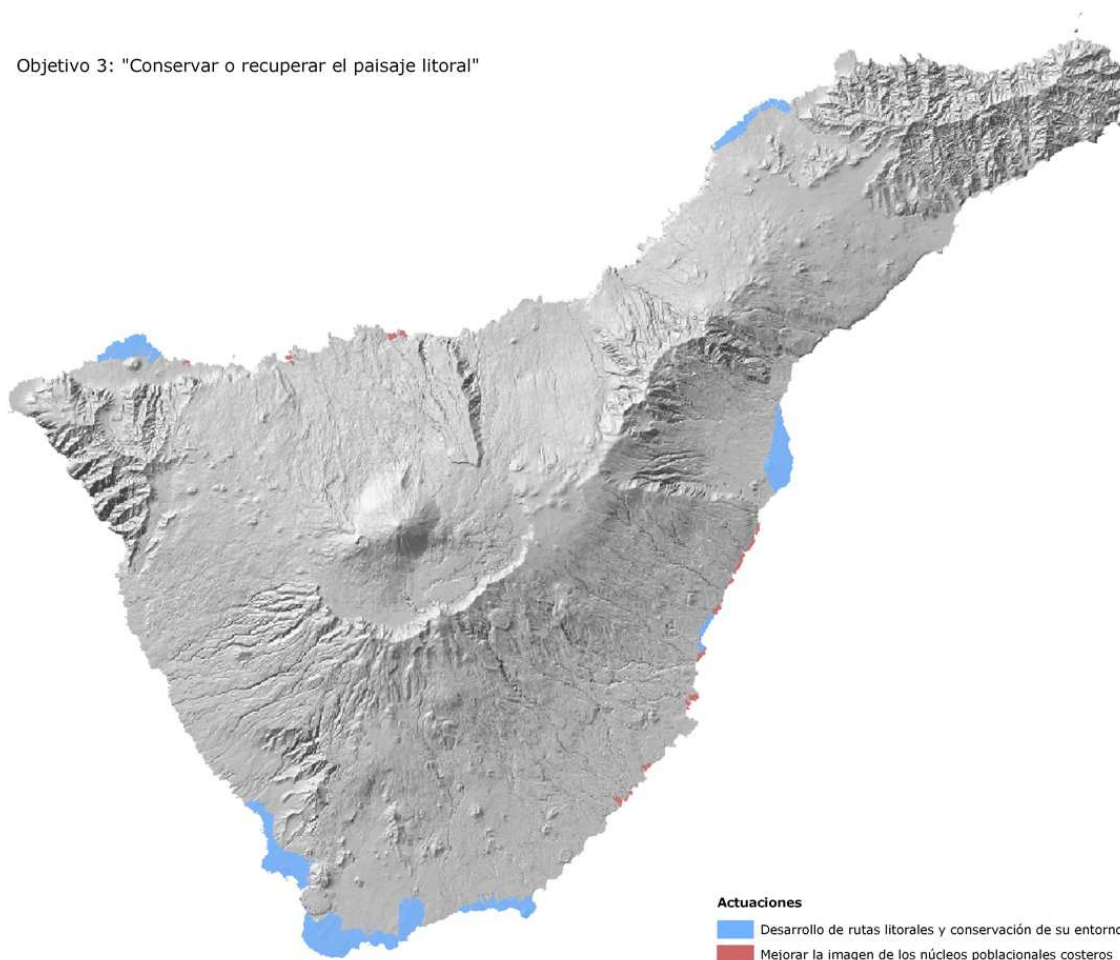 Objetivo 3: "Conservar o recuperar el paisaje litoral"
Actuaciones
Desarrollo de rutas litorales y conservación de su entorno
Mejorar la imagen de los núcleos poblacionales costeros